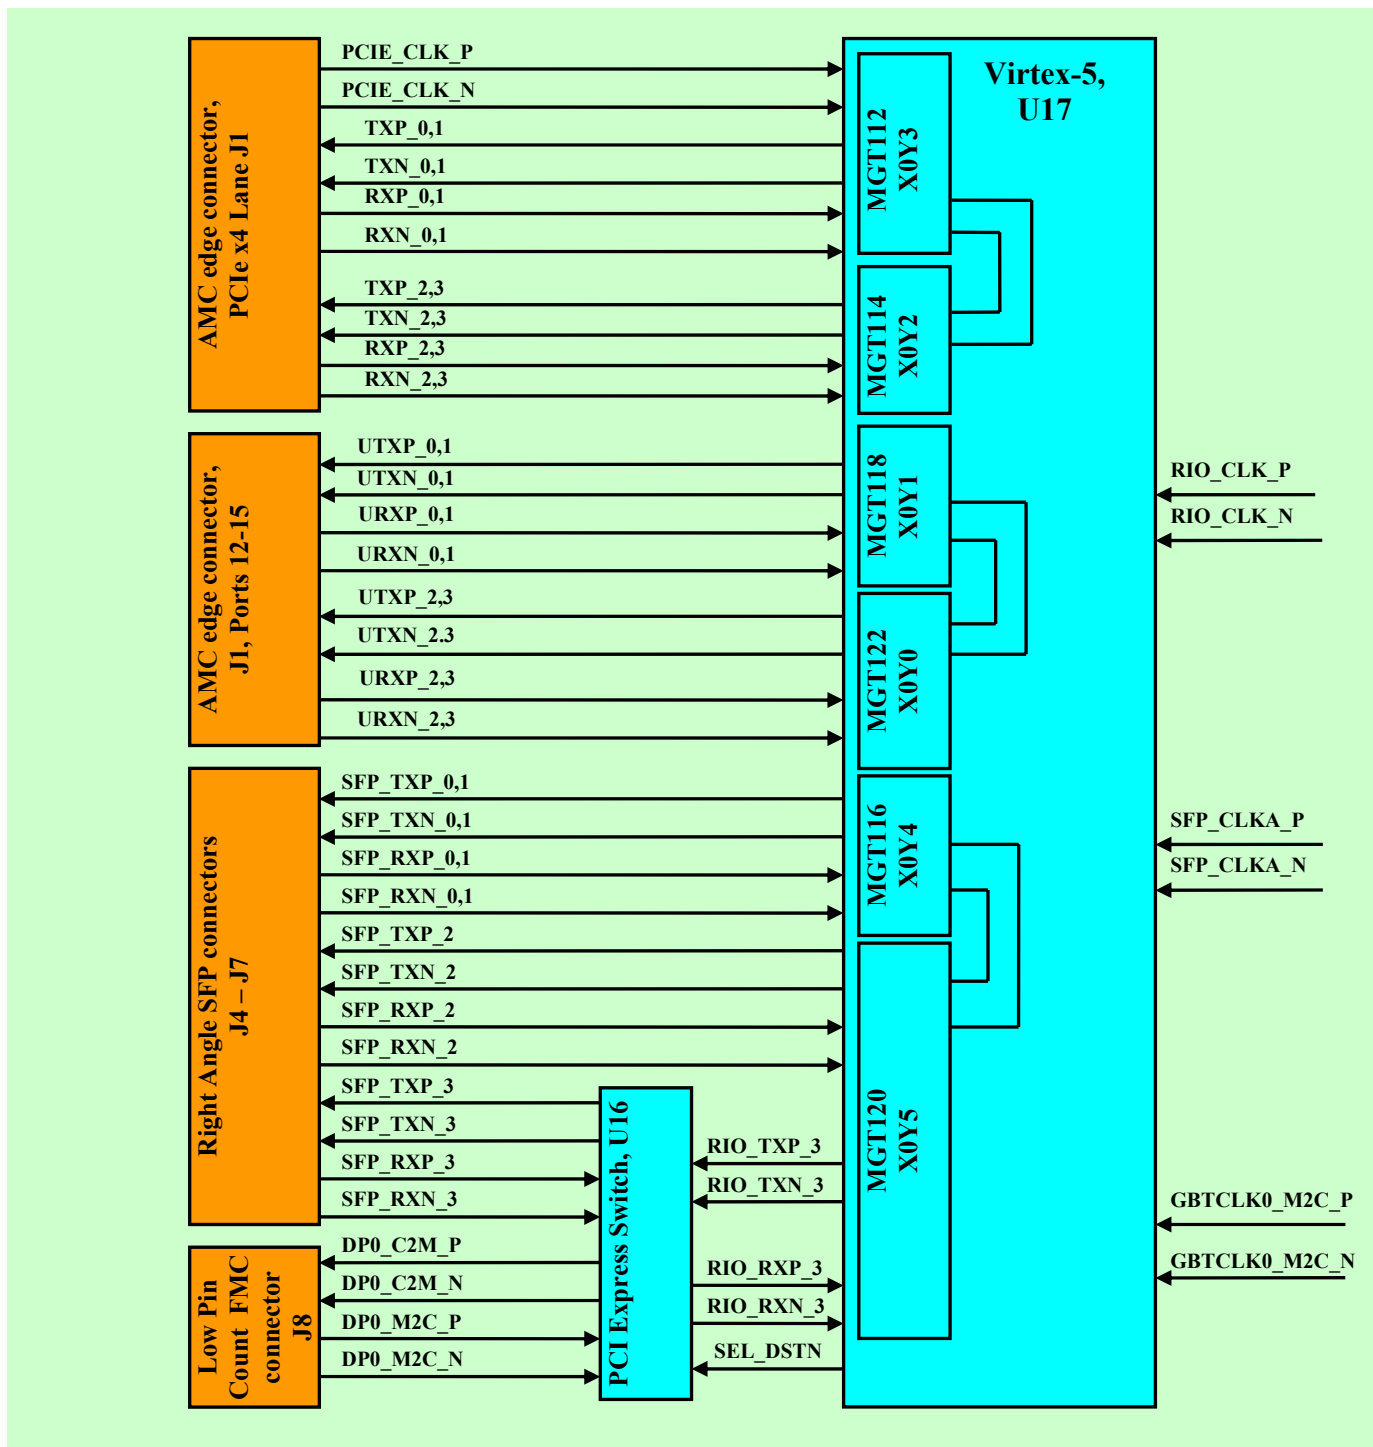 AMC edge connector,
PCIe x4 Lane J1
PCIE_CLK_P
PCIE_CLK_N
TXP_0,1
TXN_0,1
RXP_0,1
RXN_0,1
TXP_2,3
TXN_2,3
RXP_2,3
RXN_2,3
Virtex-5,
U17
MGT112
X0Y3
MGT114
X0Y2
AMC edge connector,
J1, Ports 12-15
UTXP_0,1
UTXN_0,1
URXP_0,1
URXN_0,1
UTXP_2,3
UTXN_2.3
URXP_2,3
URXN_2,3
MGT118
X0Y1
MGT122
X0Y0
RIO_CLK_P
RIO_CLK_N
Right Angle SFP connectors
J4 – J7
SFP_TXP_0,1
SFP_TXN_0,1
SFP_RXP_0,1
SFP_RXN_0,1
SFP_TXP_2
SFP_TXN_2
SFP_RXP_2
SFP_RXN_2
SFP_TXP_3
SFP_TXN_3
SFP_RXP_3
SFP_RXN_3
MGT116
X0Y4
MGT120
X0Y5
SFP_CLKA_P
SFP_CLKA_N
Low Pin
Count FMC
connector
J8
DP0_C2M_P
DP0_C2M_N
DP0_M2C_P
DP0_M2C_N
PCI Express Switch, U16
RIO_TXP_3
RIO_TXN_3
RIO_RXP_3
RIO_RXN_3
SEL_DSTN
GBTCLK0_M2C_P
GBTCLK0_M2C_N